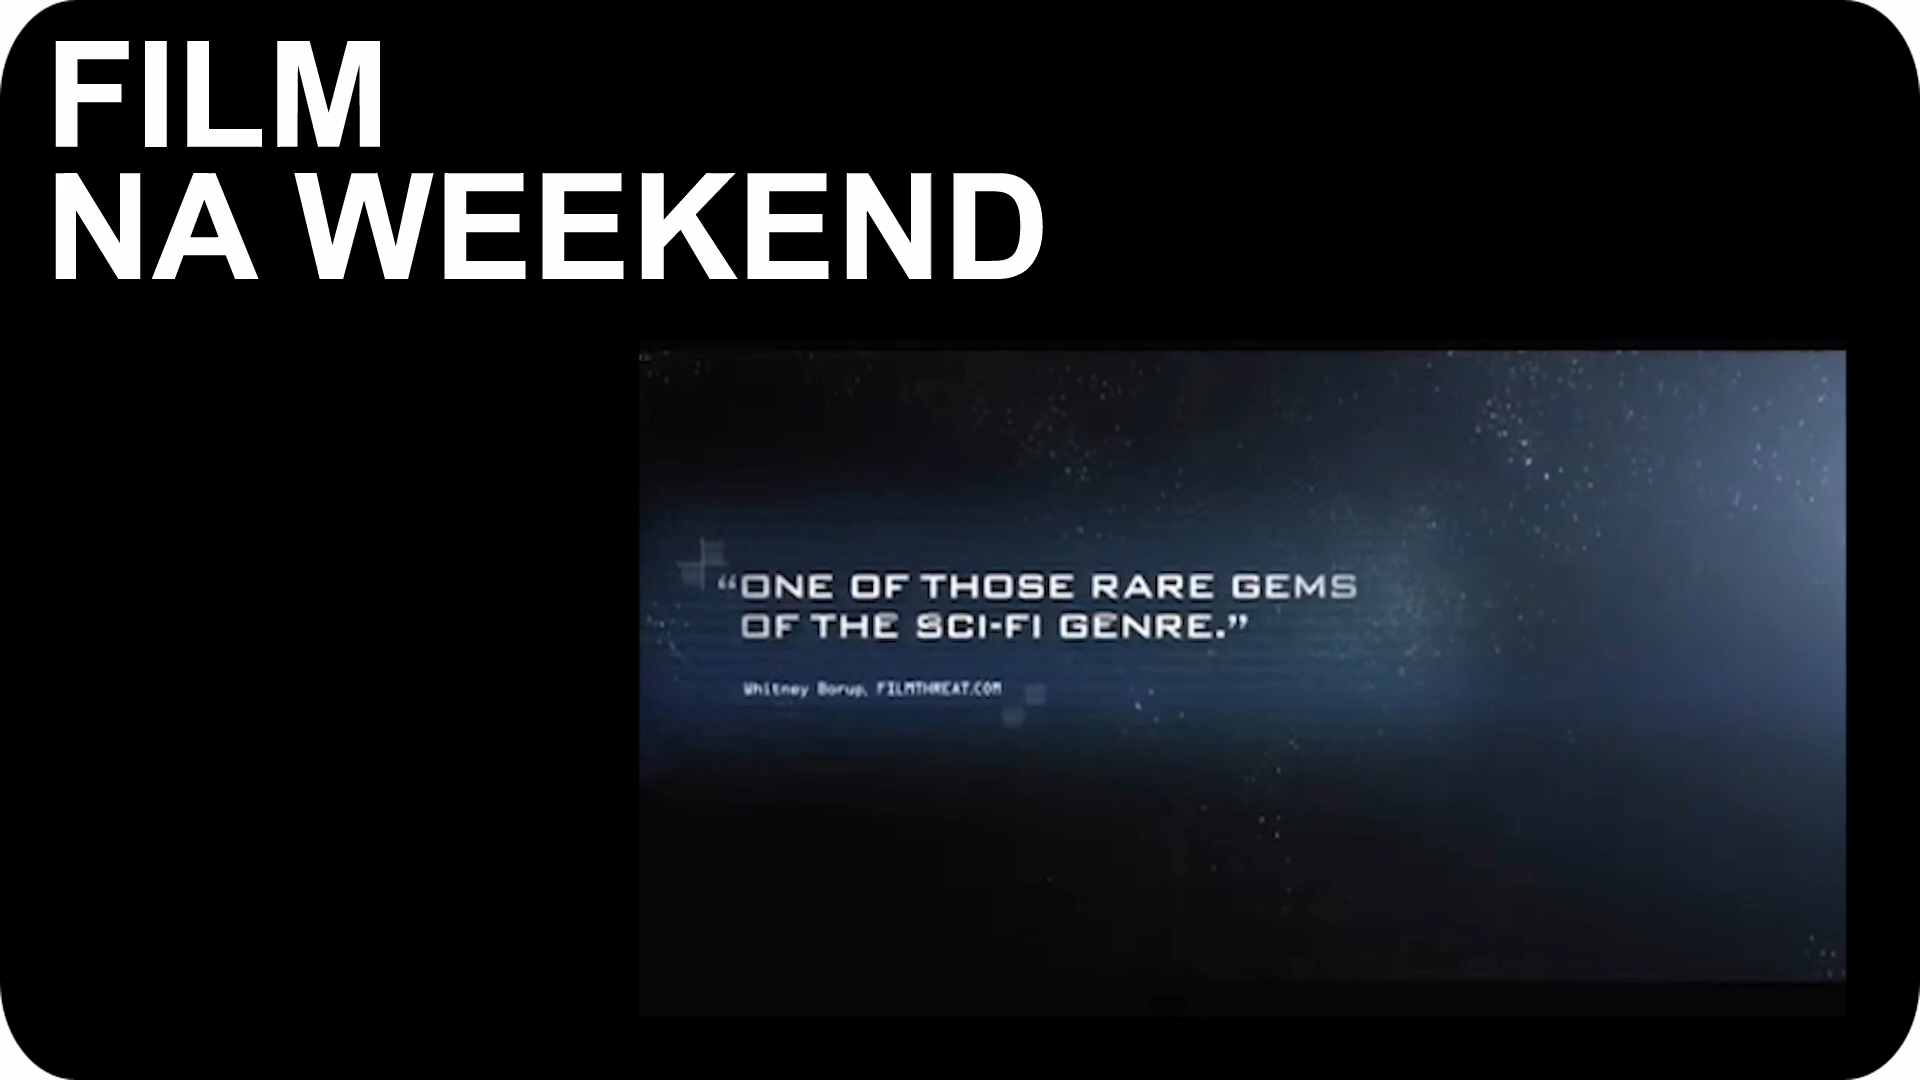 FILM
NA WEEKEND
“ONE OF THOSE RARE GEMS
OF THE SCI-FI GENRE.”
Whitney Borup, FILMTHREAT.COM